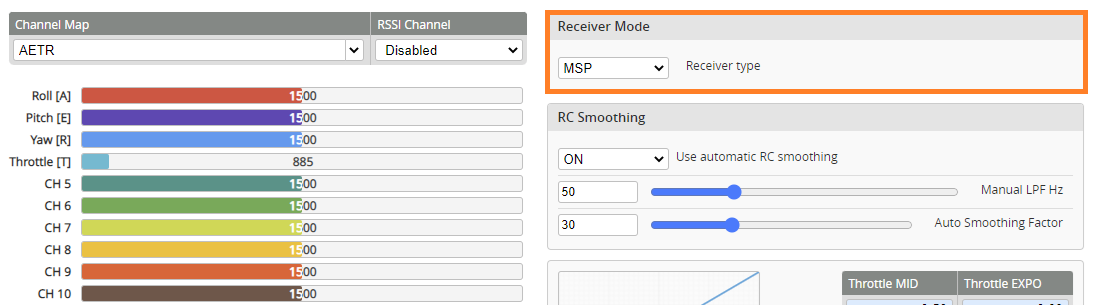 Channel Map
RSSI Channel
AETR
Disabled
Roll [A]
1500
Pitch [E]
1500
Yaw [R]
1500
Throttle [T]
885
CH 5
1500
CH 6
1500
CH 7
1500
CH 8
1500
CH 9
1500
CH 10
1500
Receiver Mode
MSP
Receiver type
RC Smoothing
ON
Use automatic RC smoothing
50
Manual LPF Hz
30
Auto Smoothing Factor
Throttle MID
Throttle EXPO